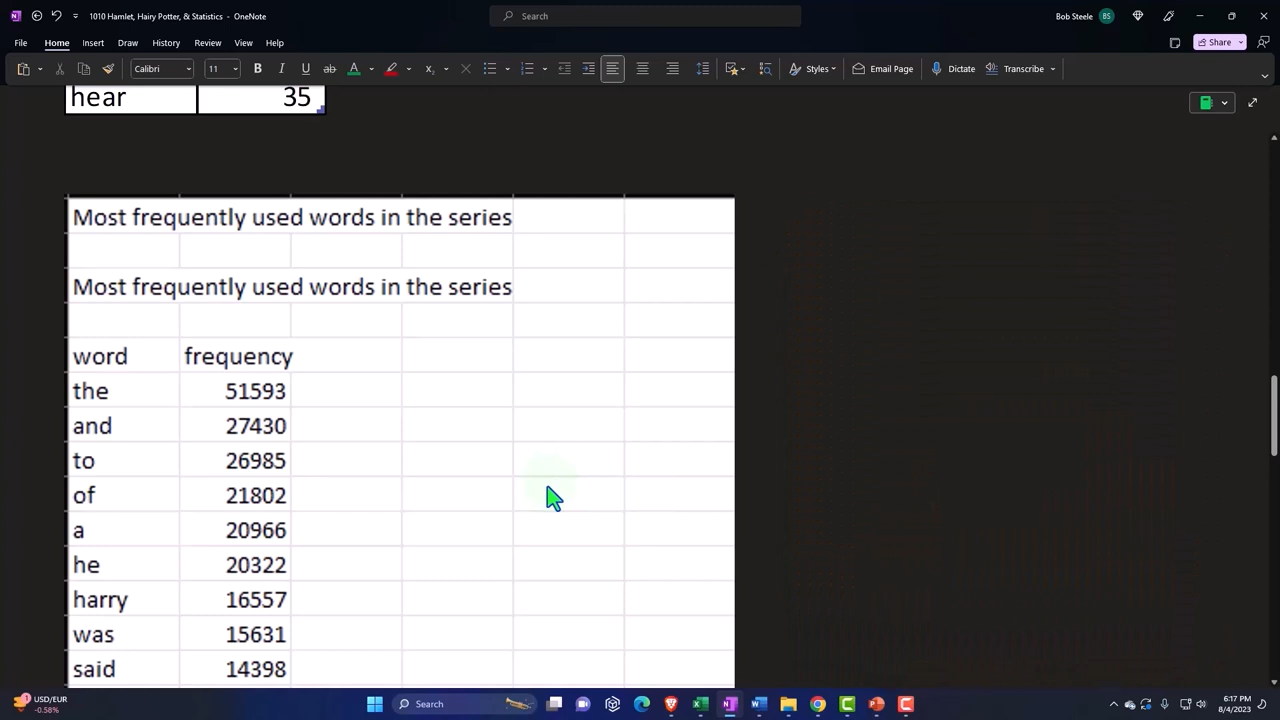 1010 Hamlet, Hairy Potter, & Statistics - OneNote
Search
Bob Steele BS
File Home Insert Draw History Review View Help
Share
Calibri 11 B I U ab A x Styles Email Page Dictate Transcribe
hear 35
Most frequently used words in the series
Most frequently used words in the series
word frequency
the 51593
and 27430
to 26985
of 21802
a 20966
he 20322
harry 16557
was 15631
said 14398
USD/EUR
-0.58%
Search
6:17 PM
8/4/2023